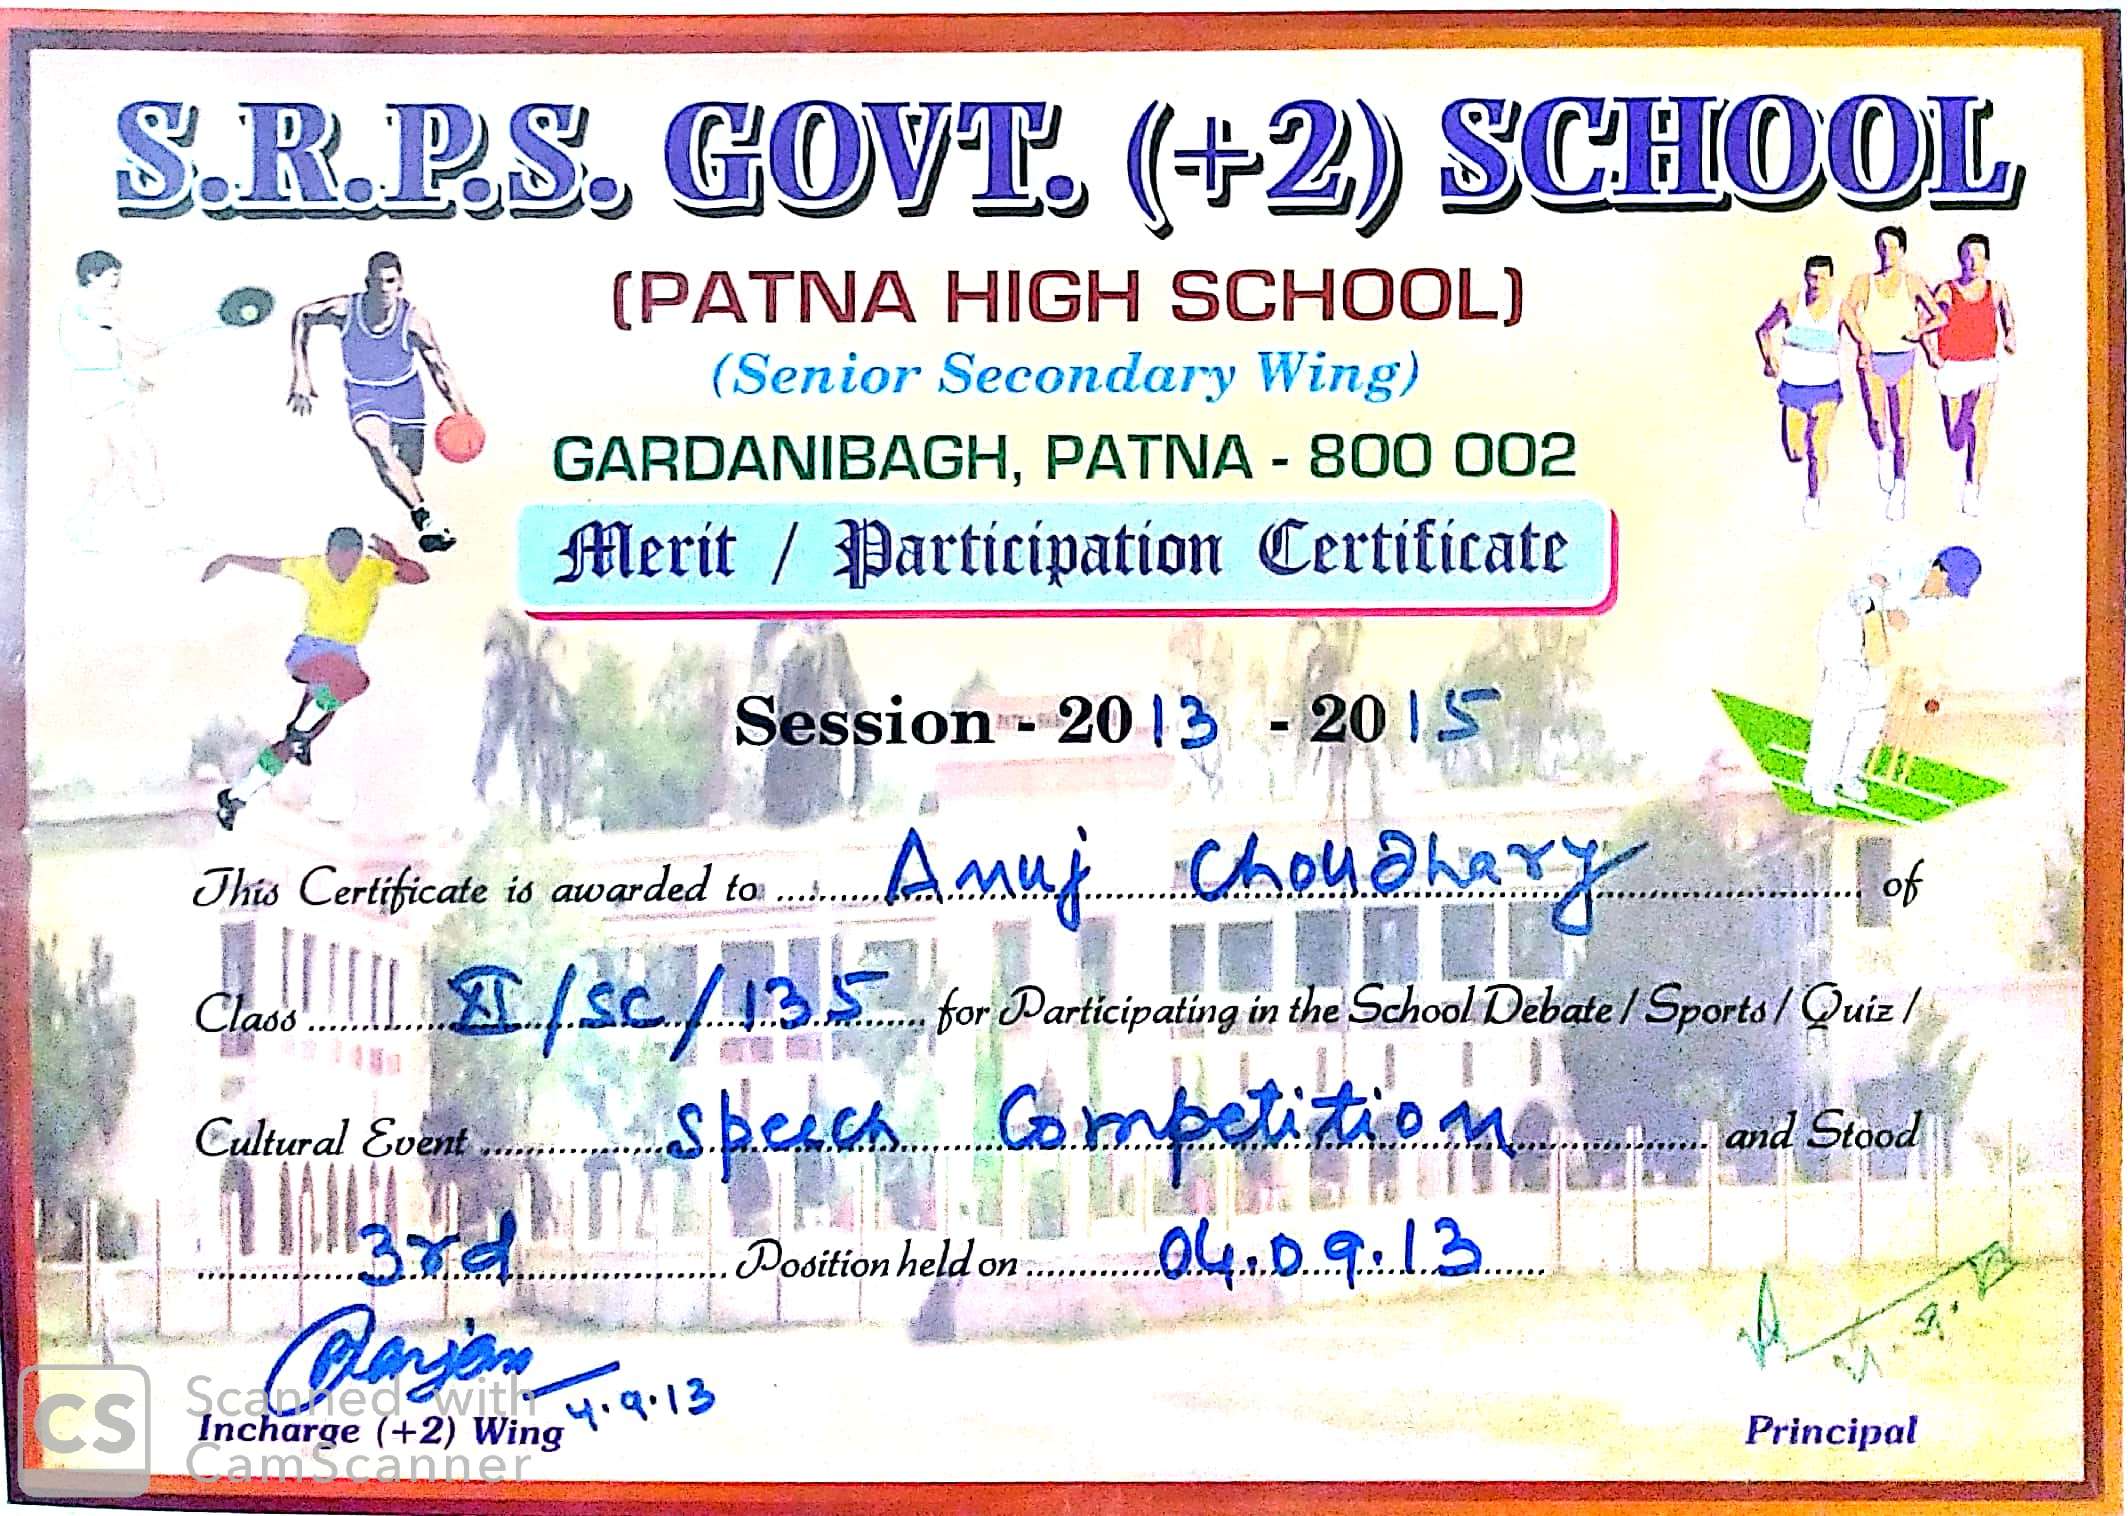 S.R.P.S. GOVT. (+2) SCHOOL
(PATNA HIGH SCHOOL)
(Senior Secondary Wing)
GARDANIBAGH, PATNA - 800 002
Merit / Participation Certificate
Session - 2013 - 2015
This Certificate is awarded to Anuj Choudhary of
Class XI/SC/135 for Participating in the School Debate / Sports / Quiz /
Cultural Event Speech Competition and Stood
3rd Position held on 04.09.13
4.9.13
Incharge (+2) Wing
Principal
CS Scanned with
CamScanner